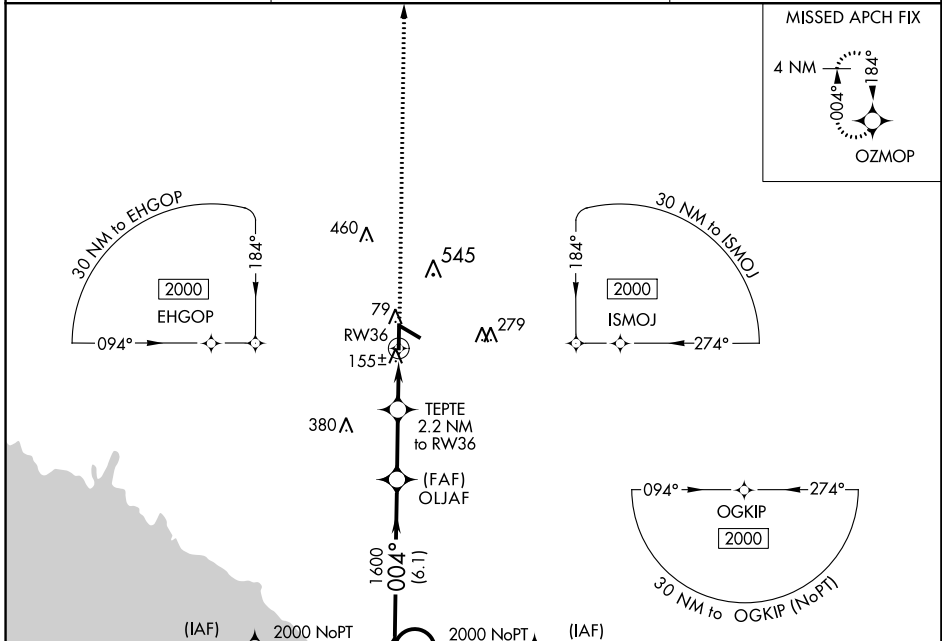 MISSED APCH FIX
4 NM
004°
184°
OZMOP
30 NM to EHGOP
184°
2000
EHGOP
094°
460
545
79
RW36
155±
279
30 NM to ISMOJ
184°
2000
ISMOJ
274°
380
TEPTE
2.2 NM
to RW36
(FAF)
OLJAF
1600
004°
(6.1)
094°
274°
OGKIP
2000
30 NM to OGKIP (NoPT)
(IAF)
2000 NoPT
2000 NoPT
(IAF)